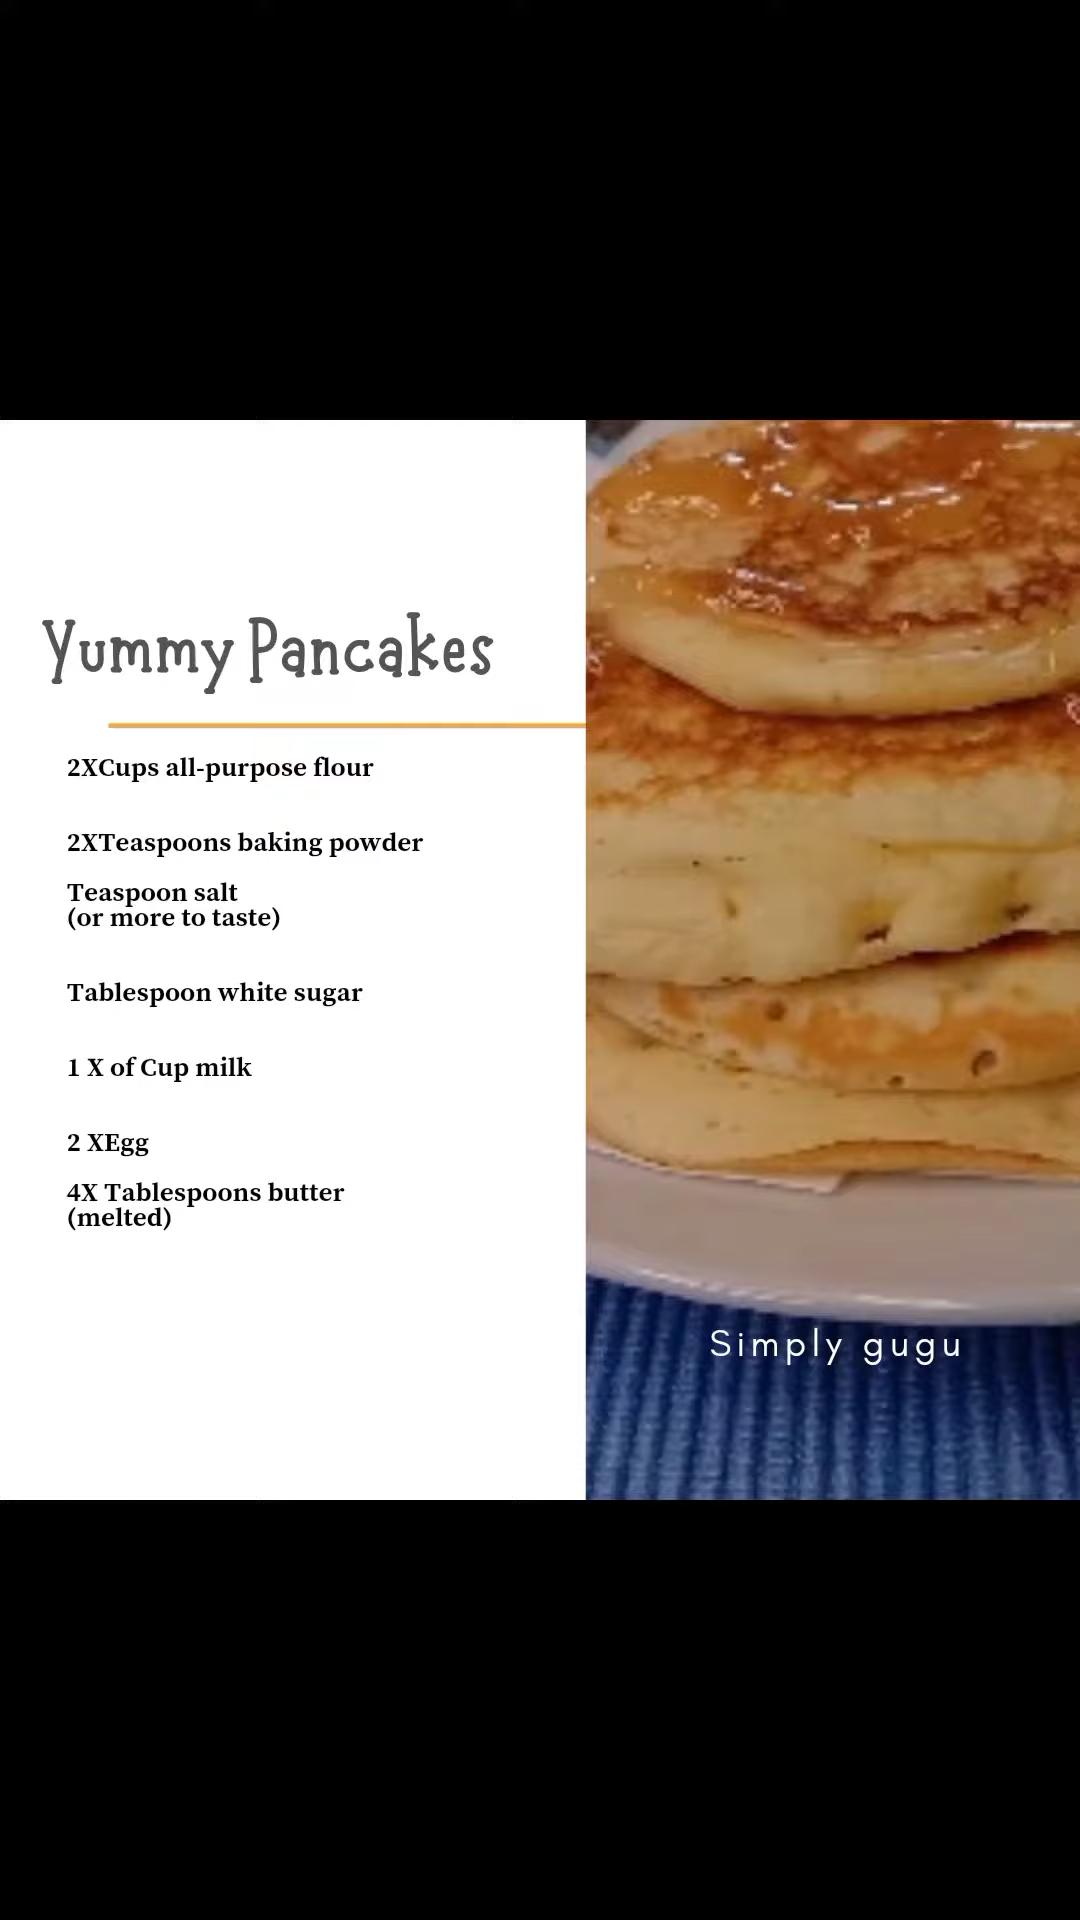 Yummy Pancakes
2XCups all-purpose flour
2XTeaspoons baking powder
Teaspoon salt
(or more to taste)
Tablespoon white sugar
1 X of Cup milk
2 XEgg
4X Tablespoons butter
(melted)
Simply gugu